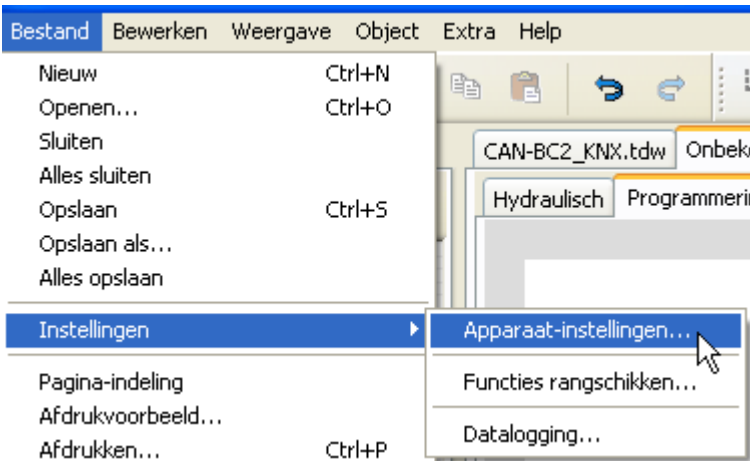 Bestand Bewerken Weergave Object Extra Help
Nieuw Ctrl+N
Openen... Ctrl+O
Sluiten
Alles sluiten
Opslaan Ctrl+S
Opslaan als...
Alles opslaan
Instellingen
Pagina-indeling
Afdrukvoorbeeld...
Afdrukken... Ctrl+P
CAN-BC2_KNX.tdw
Hydraulisch
Apparaat-instellingen...
Functies rangschikken...
Datalogging...